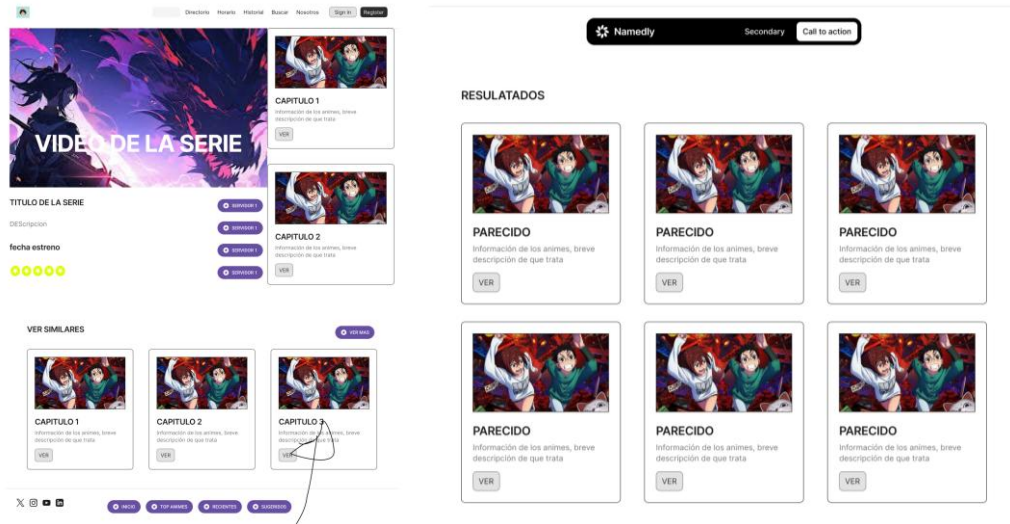 Directorio Horario Historial Buscar Nosotros Sign in Register
VIDEO DE LA SERIE
CAPITULO 1
Información de los animes, breve
descripción de que trata
VER
CAPITULO 2
Información de los animes, breve
descripción de que trata
VER
TITULO DE LA SERIE
SERVIDOR 1
DEScripcion
SERVIDOR 1
fecha estreno
SERVIDOR 1
SERVIDOR 1
VER SIMILARES
VER MAS
CAPITULO 1
Información de los animes, breve
descripción de que trata
VER
CAPITULO 2
Información de los animes, breve
descripción de que trata
VER
CAPITULO 3
Información de los animes, breve
descripción de que trata
VER
INICIO TOP ANIMES RECIENTES SUGERIDOS
Namedly Secondary Call to action
RESULATADOS
PARECIDO
Información de los animes, breve
descripción de que trata
VER
PARECIDO
Información de los animes, breve
descripción de que trata
VER
PARECIDO
Información de los animes, breve
descripción de que trata
VER
PARECIDO
Información de los animes, breve
descripción de que trata
VER
PARECIDO
Información de los animes, breve
descripción de que trata
VER
PARECIDO
Información de los animes, breve
descripción de que trata
VER